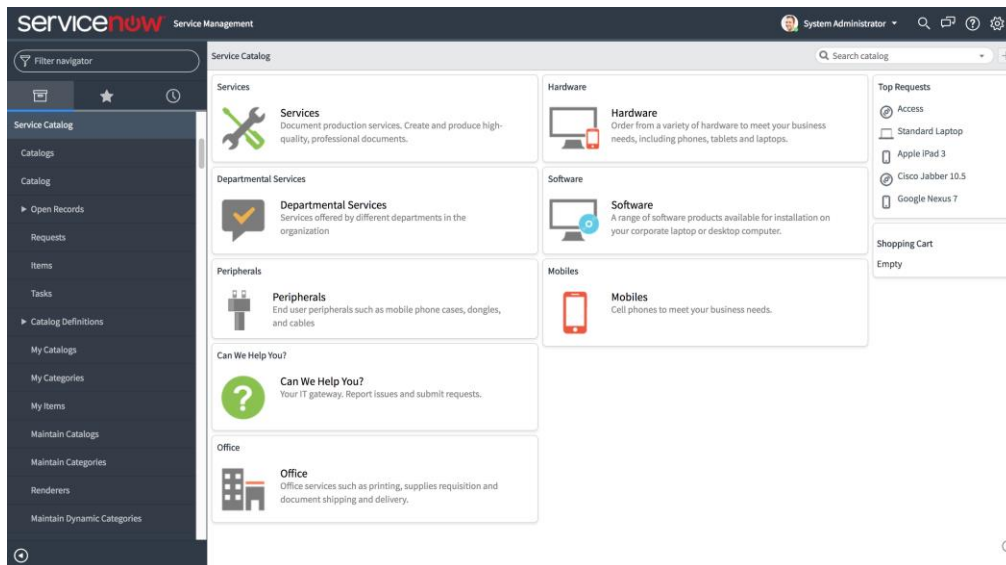 servicenow Service Management
System Administrator
Filter navigator
Service Catalog
Catalogs
Catalog
Open Records
Requests
Items
Tasks
Catalog Definitions
My Catalogs
My Categories
My Items
Maintain Catalogs
Maintain Categories
Renderers
Maintain Dynamic Categories
Service Catalog
Search catalog
Services
Services
Document production services. Create and produce high-
quality, professional documents.
Departmental Services
Departmental Services
Services offered by different departments in the
organization
Peripherals
Peripherals
End user peripherals such as mobile phone cases, dongles,
and cables
Can We Help You?
Can We Help You?
Your IT gateway. Report issues and submit requests.
Office
Office
Office services such as printing, supplies requisition and
document shipping and delivery.
Hardware
Hardware
Order from a variety of hardware to meet your business
needs, including phones, tablets and laptops.
Software
Software
A range of software products available for installation on
your corporate laptop or desktop computer.
Mobiles
Mobiles
Cell phones to meet your business needs.
Top Requests
Access
Standard Laptop
Apple iPad 3
Cisco Jabber 10.5
Google Nexus 7
Shopping Cart
Empty